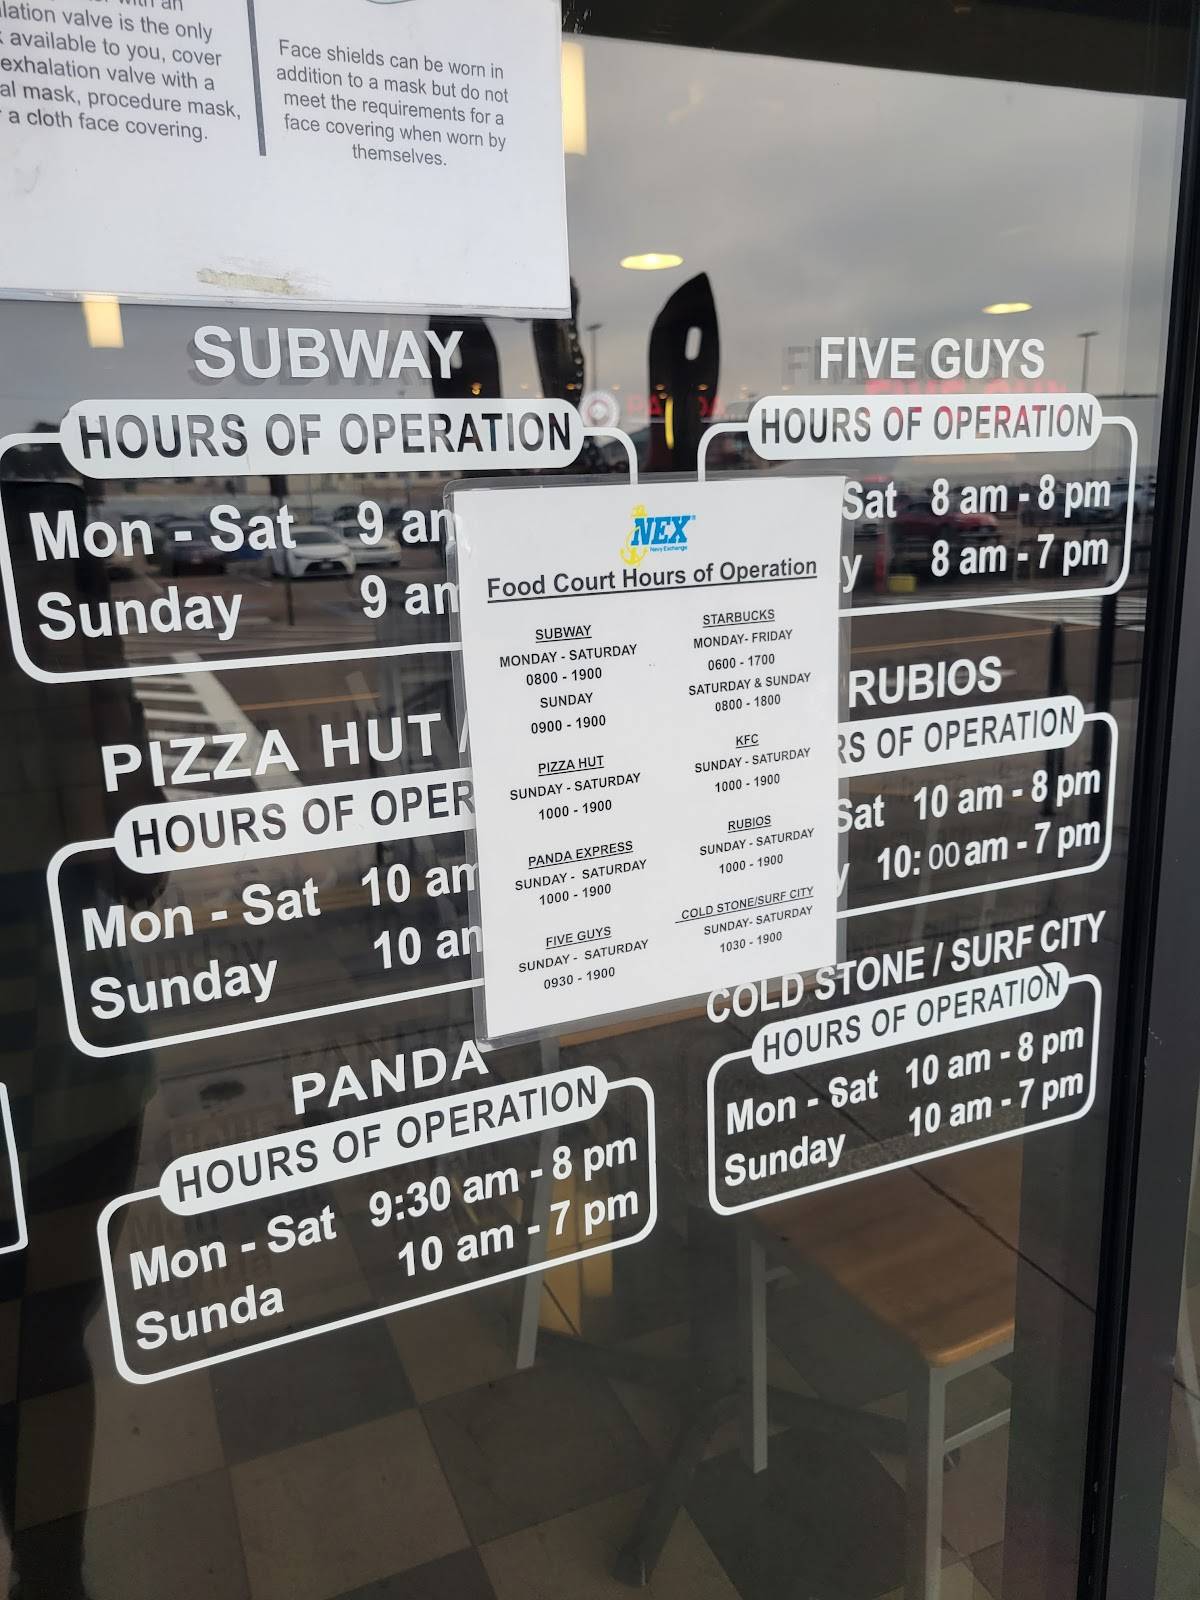 lation valve is the only
available to you, cover
exhalation valve with a
al mask, procedure mask,
a cloth face covering.
Face shields can be worn in
addition to a mask but do not
meet the requirements for a
face covering when worn by
themselves.
SUBWAY
HOURS OF OPERATION
Mon - Sat 9 am
Sunday 9 am
FIVE GUYS
HOURS OF OPERATION
Sat 8 am - 8 pm
y 8 am - 7 pm
NEX
Navy Exchange
Food Court Hours of Operation
SUBWAY
MONDAY - SATURDAY
0800 - 1900
SUNDAY
0900 - 1900
PIZZA HUT
SUNDAY - SATURDAY
1000 - 1900
PANDA EXPRESS
SUNDAY - SATURDAY
1000 - 1900
FIVE GUYS
SUNDAY - SATURDAY
0930 - 1900
STARBUCKS
MONDAY- FRIDAY
0600 - 1700
SATURDAY & SUNDAY
0800 - 1800
KFC
SUNDAY - SATURDAY
1000 - 1900
RUBIOS
SUNDAY - SATURDAY
1000 - 1900
COLD STONE/SURF CITY
SUNDAY- SATURDAY
1030 - 1900
PIZZA HUT /
HOURS OF OPER
Mon - Sat 10 am
Sunday 10 am
RUBIOS
RS OF OPERATION
Sat 10 am - 8 pm
y 10:00 am - 7 pm
PANDA
HOURS OF OPERATION
Mon - Sat 9:30 am - 8 pm
Sunda 10 am - 7 pm
COLD STONE / SURF CITY
HOURS OF OPERATION
Mon - Sat 10 am - 8 pm
Sunday 10 am - 7 pm